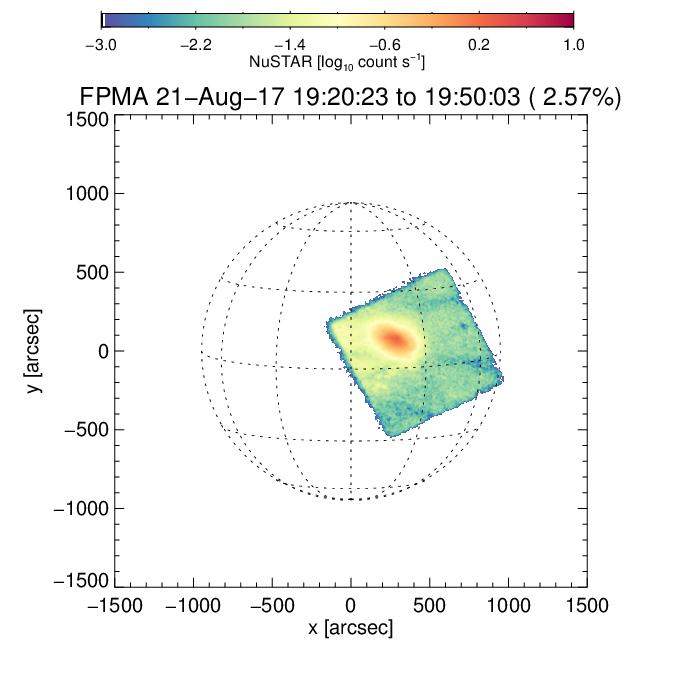 −3.0 −2.2 −1.4 −0.6 0.2 1.0
NuSTAR [log₁₀ count s⁻¹]
FPMA 21−Aug−17 19:20:23 to 19:50:03 ( 2.57%)
1500
1000
500
0
−500
−1000
−1500
y [arcsec]
−1500 −1000 −500 0 500 1000 1500
x [arcsec]